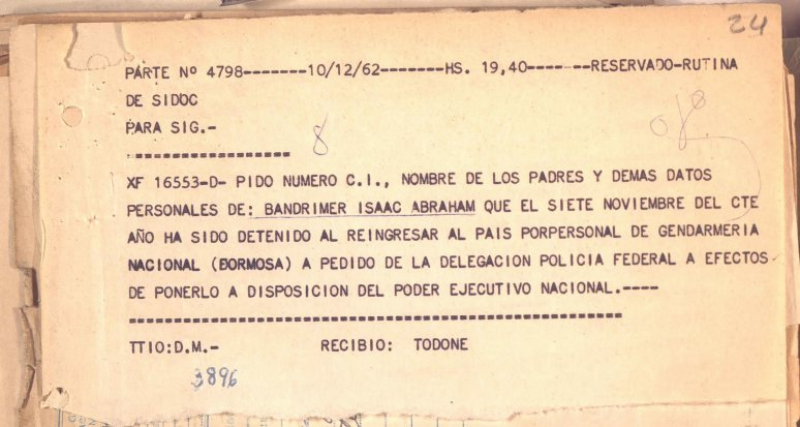 24
PARTE Nº 4798-------10/12/62-------HS. 19,40-------RESERVADO-RUTINA
DE SIDOC
PARA SIG.-
8
------------------
XF 16553-D- PIDO NUMERO C.I., NOMBRE DE LOS PADRES Y DEMAS DATOS
PERSONALES DE: BANDRIMER ISAAC ABRAHAM QUE EL SIETE NOVIEMBRE DEL CTE
AÑO HA SIDO DETENIDO AL REINGRESAR AL PAIS PORPERSONAL DE GENDARMERIA
NACIONAL (BORMOSA) A PEDIDO DE LA DELEGACION POLICIA FEDERAL A EFECTOS
DE PONERLO A DISPOSICION DEL PODER EJECUTIVO NACIONAL.----
-------------------------------------------------------
TTIO:D.M.- RECIBIO: TODONE
3896